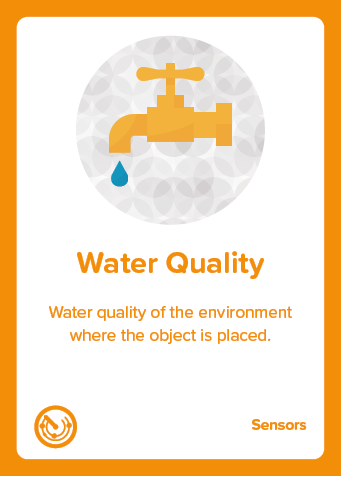 Water Quality
Water quality of the environment
where the object is placed.
Sensors